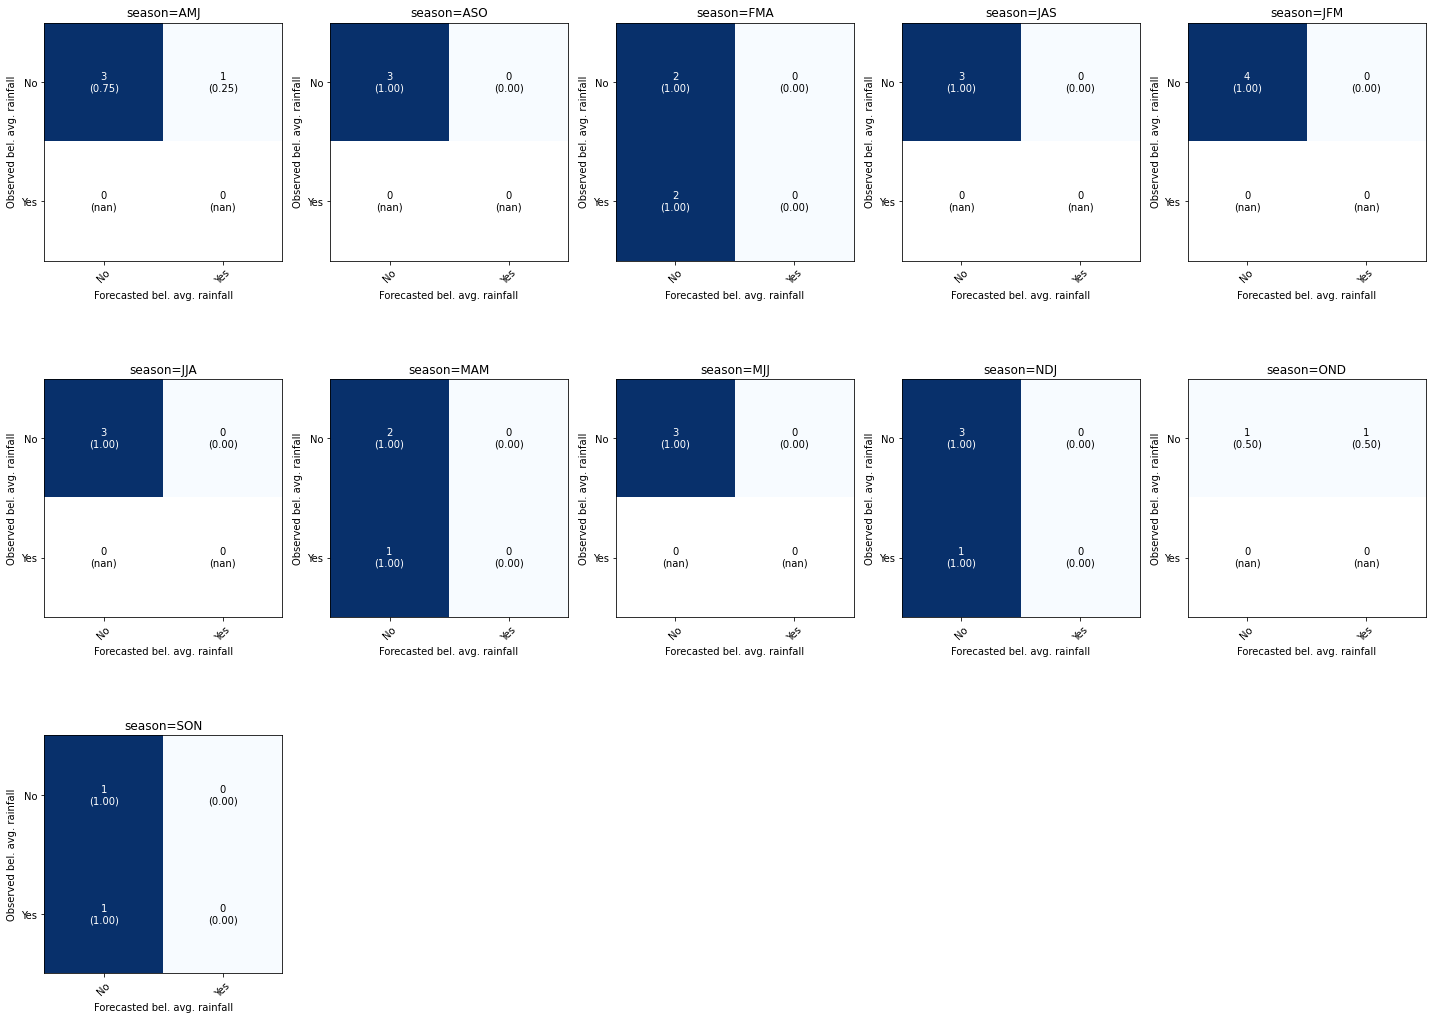 season=AMJ
Observed bel. avg. rainfall
No
3
(0.75)
1
(0.25)
Yes
0
(nan)
0
(nan)
No
Yes
Forecasted bel. avg. rainfall
season=ASO
Observed bel. avg. rainfall
No
3
(1.00)
0
(0.00)
Yes
0
(nan)
0
(nan)
No
Yes
Forecasted bel. avg. rainfall
season=FMA
Observed bel. avg. rainfall
No
2
(1.00)
0
(0.00)
Yes
2
(1.00)
0
(0.00)
No
Yes
Forecasted bel. avg. rainfall
season=JAS
Observed bel. avg. rainfall
No
3
(1.00)
0
(0.00)
Yes
0
(nan)
0
(nan)
No
Yes
Forecasted bel. avg. rainfall
season=JFM
Observed bel. avg. rainfall
No
4
(1.00)
0
(0.00)
Yes
0
(nan)
0
(nan)
No
Yes
Forecasted bel. avg. rainfall
season=JJA
Observed bel. avg. rainfall
No
3
(1.00)
0
(0.00)
Yes
0
(nan)
0
(nan)
No
Yes
Forecasted bel. avg. rainfall
season=MAM
Observed bel. avg. rainfall
No
2
(1.00)
0
(0.00)
Yes
1
(1.00)
0
(0.00)
No
Yes
Forecasted bel. avg. rainfall
season=MJJ
Observed bel. avg. rainfall
No
3
(1.00)
0
(0.00)
Yes
0
(nan)
0
(nan)
No
Yes
Forecasted bel. avg. rainfall
season=NDJ
Observed bel. avg. rainfall
No
3
(1.00)
0
(0.00)
Yes
1
(1.00)
0
(0.00)
No
Yes
Forecasted bel. avg. rainfall
season=OND
Observed bel. avg. rainfall
No
1
(0.50)
1
(0.50)
Yes
0
(nan)
0
(nan)
No
Yes
Forecasted bel. avg. rainfall
season=SON
Observed bel. avg. rainfall
No
1
(1.00)
0
(0.00)
Yes
1
(1.00)
0
(0.00)
No
Yes
Forecasted bel. avg. rainfall